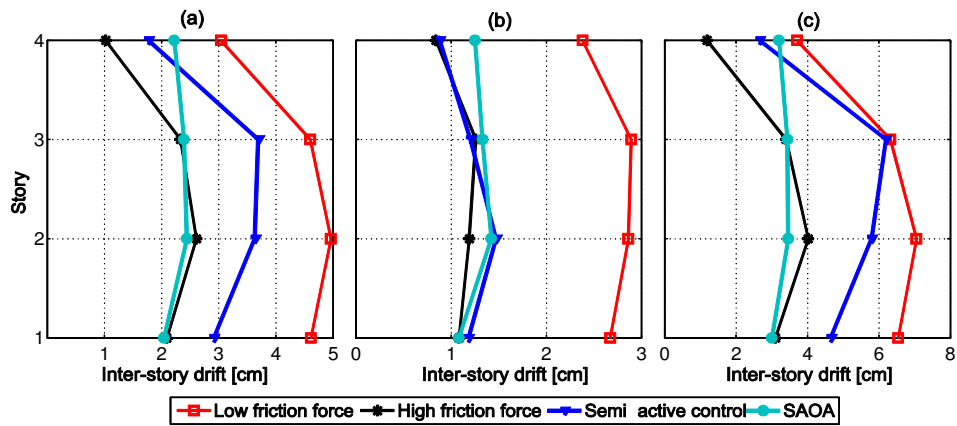 (a)
(b)
(c)
Story
4
3
2
1
1 2 3 4 5
0 1 2 3
0 2 4 6 8
Inter-story drift [cm]
Inter-story drift [cm]
Inter-story drift [cm]
Low friction force High friction force Semi active control SAOA